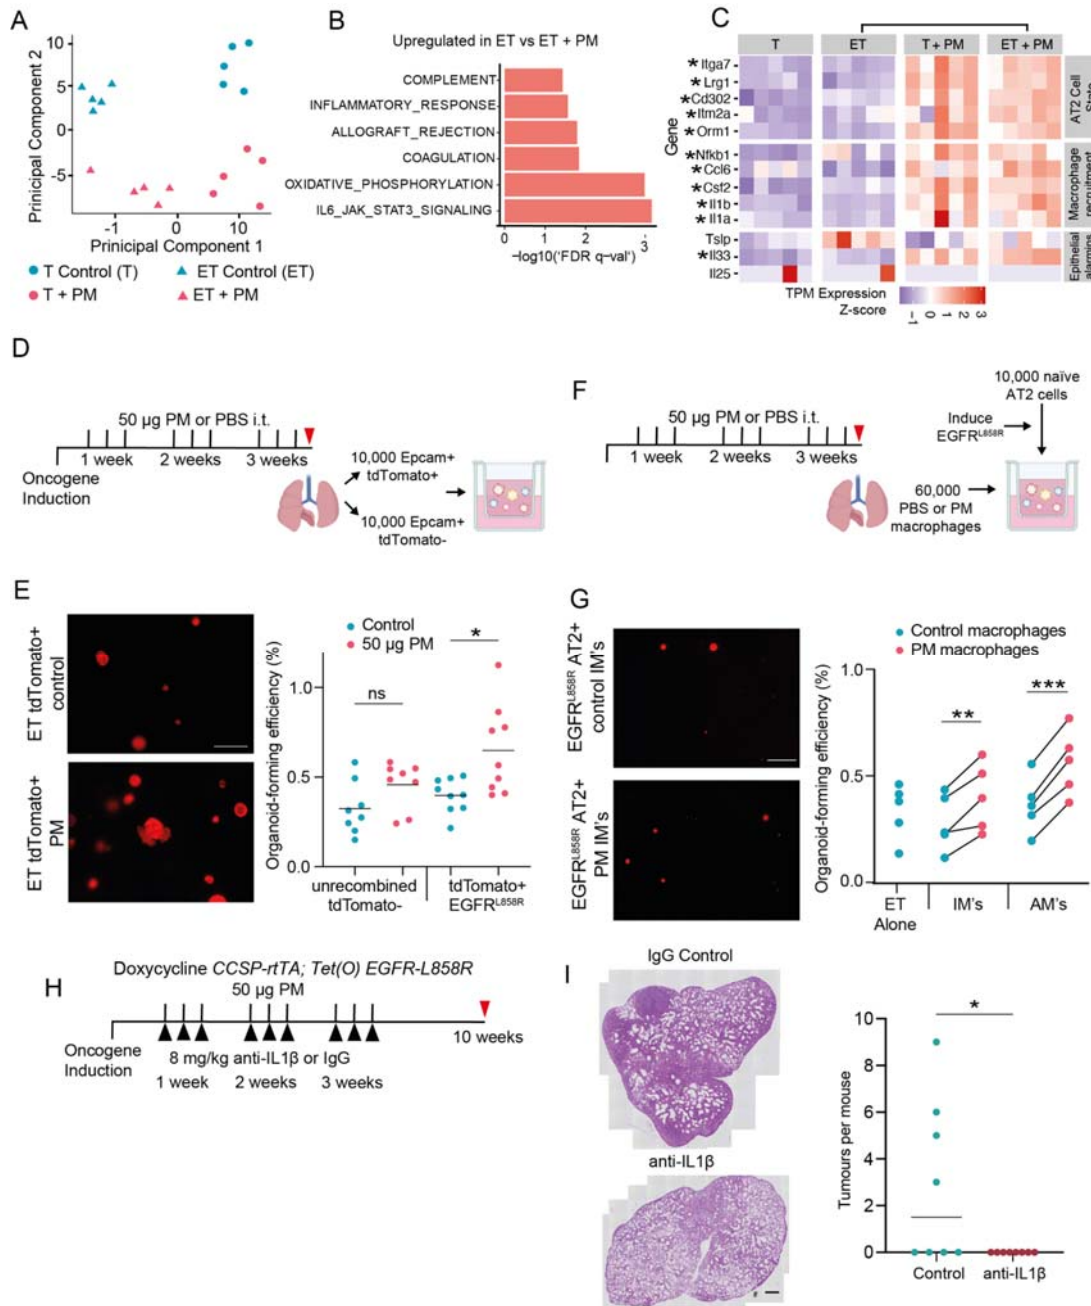 A
Prinicipal Component 2
10
5
0
-5
-1
0
10
Prinicipal Component 1
T Control (T)
ET Control (ET)
T + PM
ET + PM
B
Upregulated in ET vs ET + PM
COMPLEMENT
INFLAMMATORY_RESPONSE
ALLOGRAFT_REJECTION
COAGULATION
OXIDATIVE_PHOSPHORYLATION
IL6_JAK_STAT3_SIGNALING
0
1
2
3
-log10('FDR q-val')
C
T
ET
T + PM
ET + PM
Gene
*Itga7
*Lrg1
*Cd302
*Itm2a
*Orm1
*Nfkb1
*Ccl6
*Csf2
*Il1b
*Il1a
Tslp
*Il33
Il25
AT2 Cell
State
Macrophage
recruitment
Epithelial
alarmins
TPM Expression
Z-score
-1
0
1
2
3
D
50 µg PM or PBS i.t.
1 week
2 weeks
3 weeks
Oncogene
Induction
10,000 Epcam+
tdTomato+
10,000 Epcam+
tdTomato-
F
50 µg PM or PBS i.t.
1 week
2 weeks
3 weeks
10,000 naïve
AT2 cells
Induce
EGFRL858R
60,000
PBS or PM
macrophages
E
ET tdTomato+
control
ET tdTomato+
PM
Control
50 µg PM
Organoid-forming efficiency (%)
1.0
0.5
0.0
ns
*
unrecombined
tdTomato-
tdTomato+
EGFRL858R
G
EGFRL858R AT2+
control IM's
EGFRL858R AT2+
PM IM's
Control macrophages
PM macrophages
Organoid-forming efficiency (%)
1.0
0.5
0.0
**
***
ET
Alone
IM's
AM's
H
Doxycycline CCSP-rtTA; Tet(O) EGFR-L858R
50 µg PM
10 weeks
Oncogene
Induction
8 mg/kg anti-IL1β or IgG
1 week
2 weeks
3 weeks
I
IgG Control
anti-IL1β
Tumours per mouse
10
8
6
4
2
0
*
Control
anti-IL1β